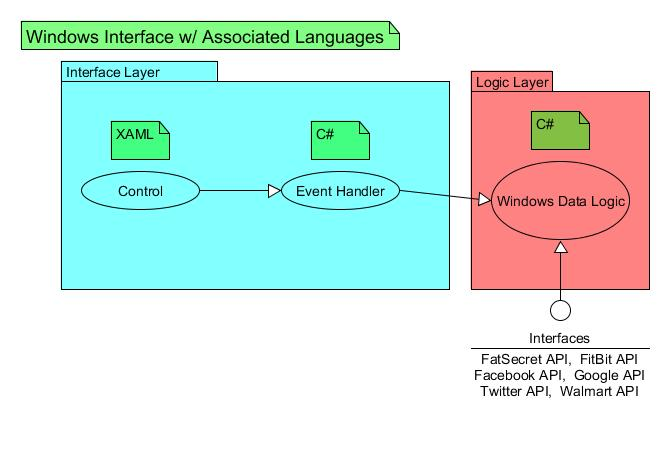 Windows Interface w/ Associated Languages
Interface Layer
XAML
C#
Control
Event Handler
Logic Layer
C#
Windows Data Logic
Interfaces
FatSecret API,  FitBit API
Facebook API,  Google API
Twitter API,  Walmart API